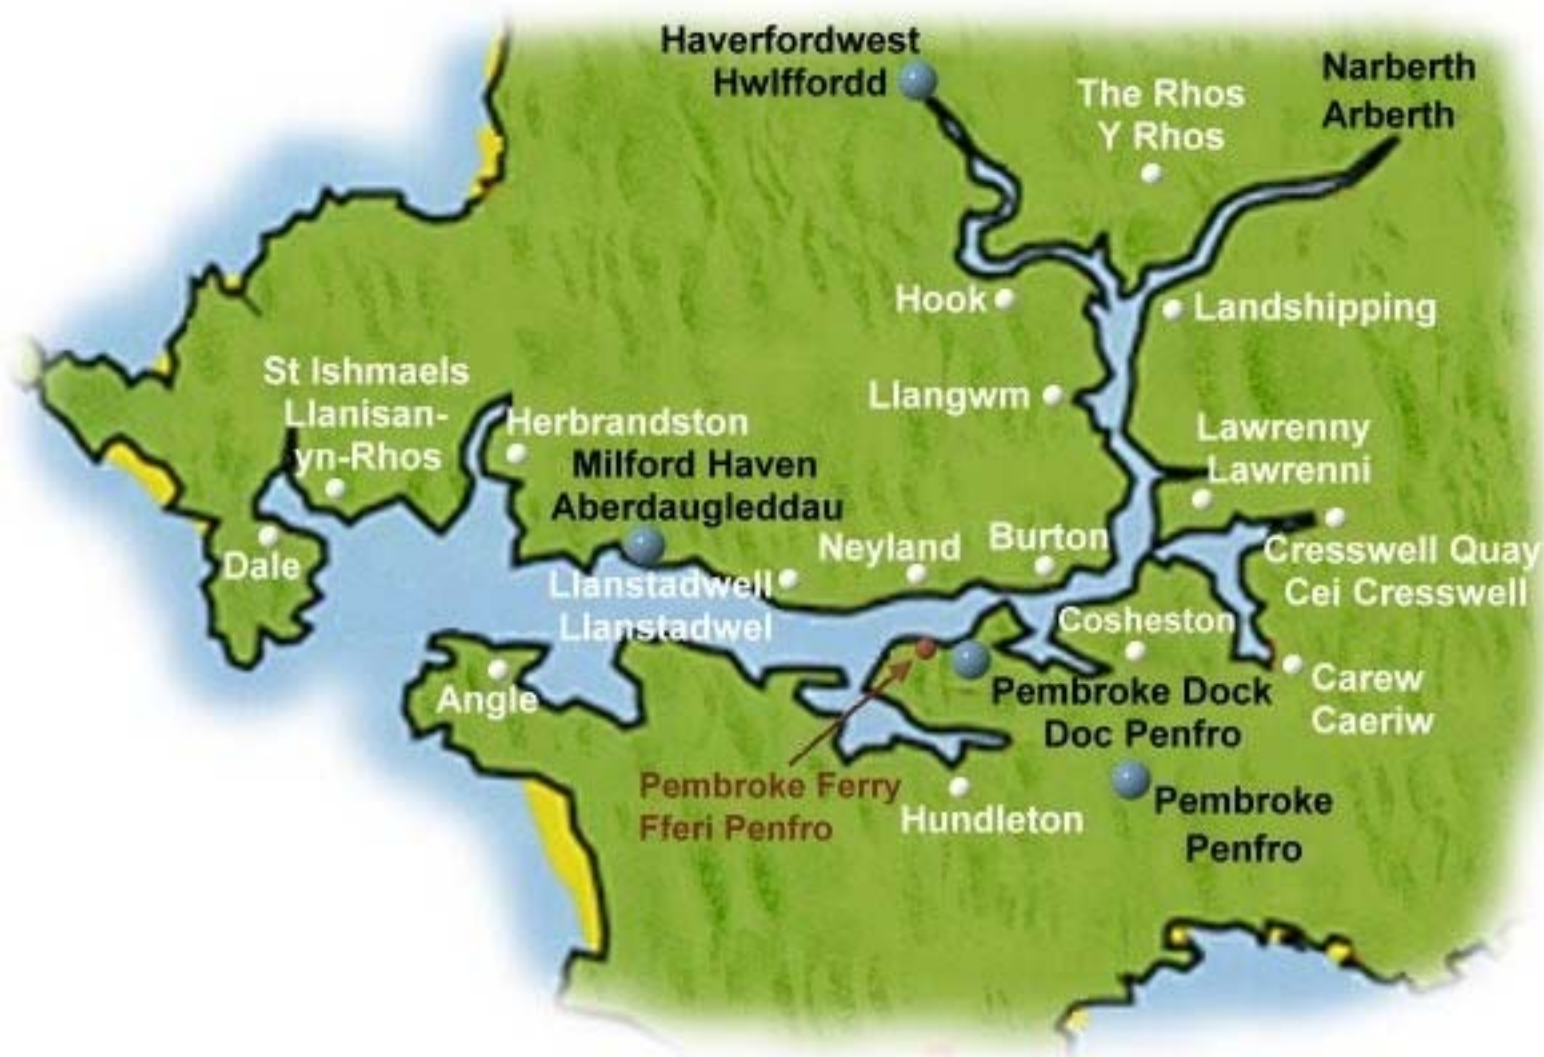 Haverfordwest
Hwlffordd
The Rhos
Y Rhos
Narberth
Arberth
Hook
Landshipping
St Ishmaels
Llanisan-
yn-Rhos
Llangwm
Herbrandston
Milford Haven
Aberdaugleddau
Lawrenny
Lawrenni
Dale
Neyland
Burton
Cresswell Quay
Cei Cresswell
Llanstadwell
Llanstadwel
Cosheston
Angle
Pembroke Dock
Doc Penfro
Carew
Caeriw
Pembroke Ferry
Fferi Penfro
Hundleton
Pembroke
Penfro